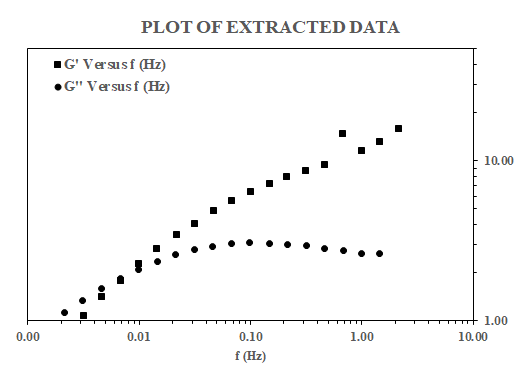 PLOT OF EXTRACTED DATA
G' Versus f (Hz)
G'' Versus f (Hz)
10.00
1.00
0.00 0.01 0.10 1.00 10.00
f (Hz)